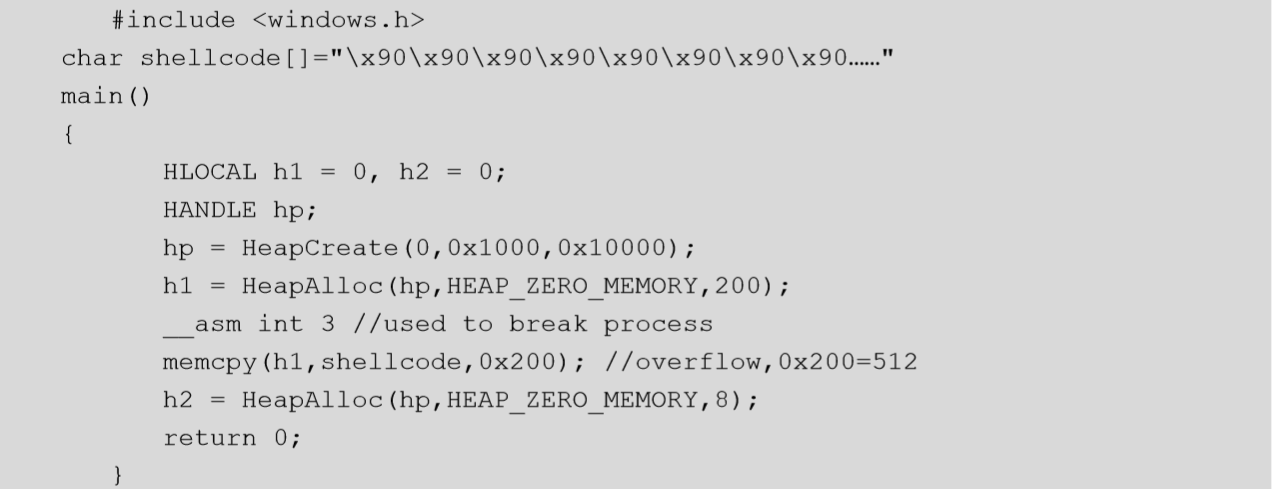 #include <windows.h>
char shellcode[]="\x90\x90\x90\x90\x90\x90\x90\x90……"
main()
{
HLOCAL h1 = 0, h2 = 0;
HANDLE hp;
hp = HeapCreate(0,0x1000,0x10000);
h1 = HeapAlloc(hp,HEAP_ZERO_MEMORY,200);
__asm int 3 //used to break process
memcpy(h1,shellcode,0x200); //overflow,0x200=512
h2 = HeapAlloc(hp,HEAP_ZERO_MEMORY,8);
return 0;
}